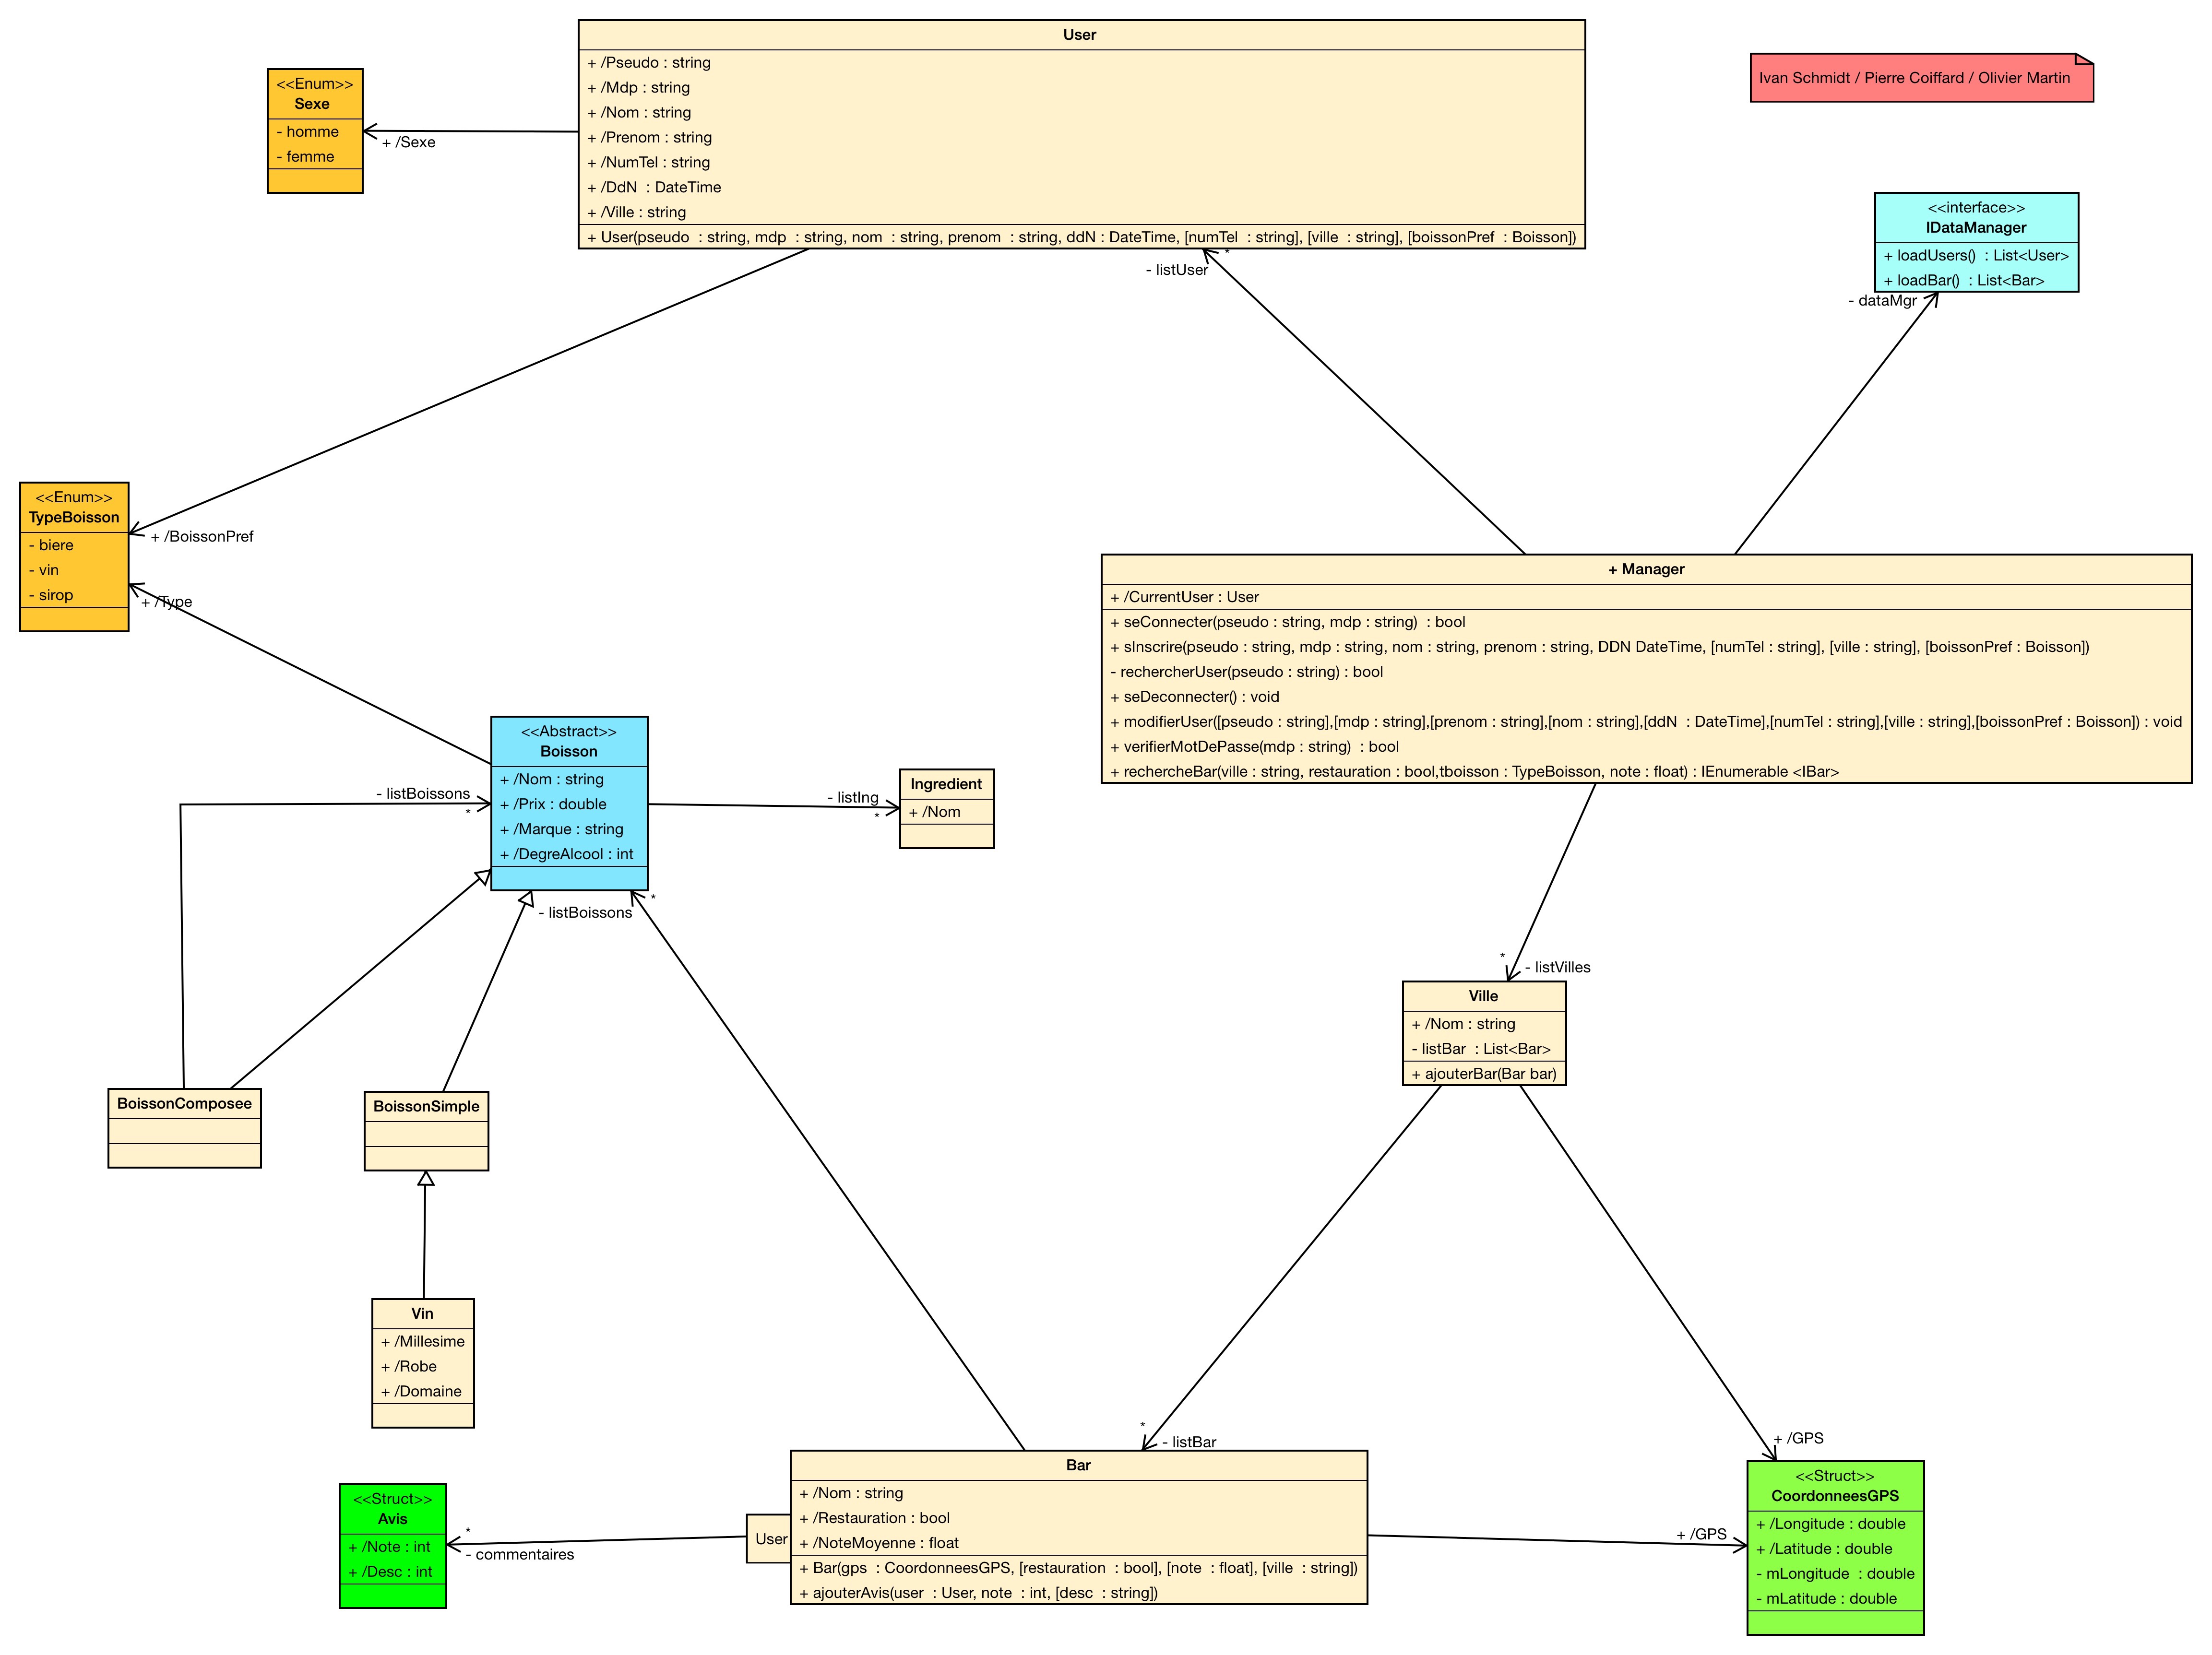 User
+ /Pseudo : string
+ /Mdp : string
+ /Nom : string
+ /Prenom : string
+ /NumTel : string
+ /DdN  : DateTime
+ /Ville : string
+ User(pseudo  : string, mdp  : string, nom  : string, prenom  : string, ddN : DateTime, [numTel  : string], [ville  : string], [boissonPref  : Boisson])
<<Enum>>
Sexe
- homme
- femme
+ /Sexe
Ivan Schmidt / Pierre Coiffard / Olivier Martin
<<interface>>
IDataManager
+ loadUsers()  : List<User>
+ loadBar()  : List<Bar>
- dataMgr
*
- listUser
<<Enum>>
TypeBoisson
- biere
- vin
- sirop
+ /BoissonPref
+ /Type
+ Manager
+ /CurrentUser : User
+ seConnecter(pseudo : string, mdp : string)  : bool
+ sInscrire(pseudo : string, mdp : string, nom : string, prenom : string, DDN DateTime, [numTel : string], [ville : string], [boissonPref : Boisson])
- rechercherUser(pseudo : string) : bool
+ seDeconnecter() : void
+ modifierUser([pseudo : string],[mdp : string],[prenom : string],[nom : string],[ddN  : DateTime],[numTel : string],[ville : string],[boissonPref : Boisson]) : void
+ verifierMotDePasse(mdp : string)  : bool
+ rechercheBar(ville : string, restauration : bool,tboisson : TypeBoisson, note : float) : IEnumerable <IBar>
<<Abstract>>
Boisson
+ /Nom : string
+ /Prix : double
+ /Marque : string
+ /DegreAlcool : int
- listBoissons
*
- listIng
*
Ingredient
+ /Nom
*
- listBoissons
*
- listVilles
Ville
+ /Nom : string
- listBar  : List<Bar>
+ ajouterBar(Bar bar)
BoissonComposee
BoissonSimple
Vin
+ /Millesime
+ /Robe
+ /Domaine
*
- listBar
+ /GPS
Bar
+ /Nom : string
+ /Restauration : bool
+ /NoteMoyenne : float
+ Bar(gps  : CoordonneesGPS, [restauration  : bool], [note  : float], [ville  : string])
+ ajouterAvis(user  : User, note  : int, [desc  : string])
User
<<Struct>>
Avis
+ /Note : int
+ /Desc : int
*
- commentaires
+ /GPS
<<Struct>>
CoordonneesGPS
+ /Longitude : double
+ /Latitude : double
- mLongitude  : double
- mLatitude : double